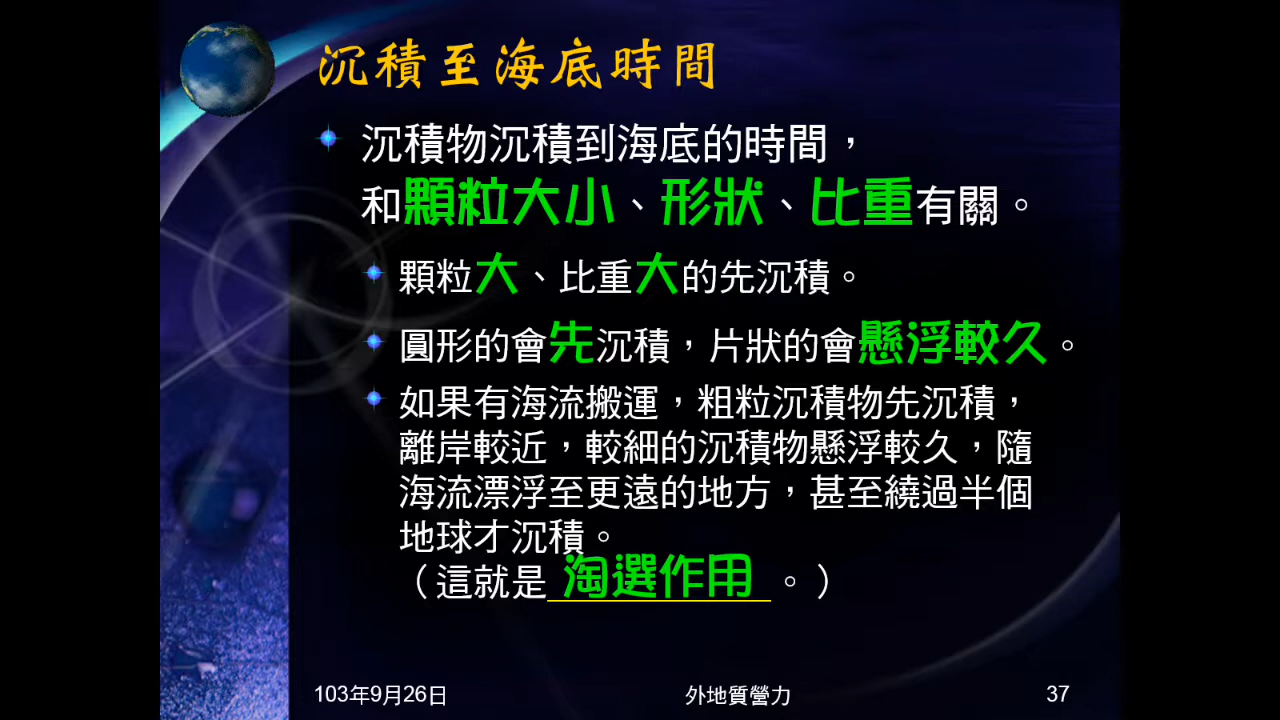 沉積至海底時間
沉積物沉積到海底的時間，
和顆粒大小、形狀、比重有關。
顆粒大、比重大的先沉積。
圓形的會先沉積，片狀的會懸浮較久。
如果有海流搬運，粗粒沉積物先沉積，
離岸較近，較細的沉積物懸浮較久，隨
海流漂浮至更遠的地方，甚至繞過半個
地球才沉積。
（這就是淘選作用。）
103年9月26日
外地質營力
37